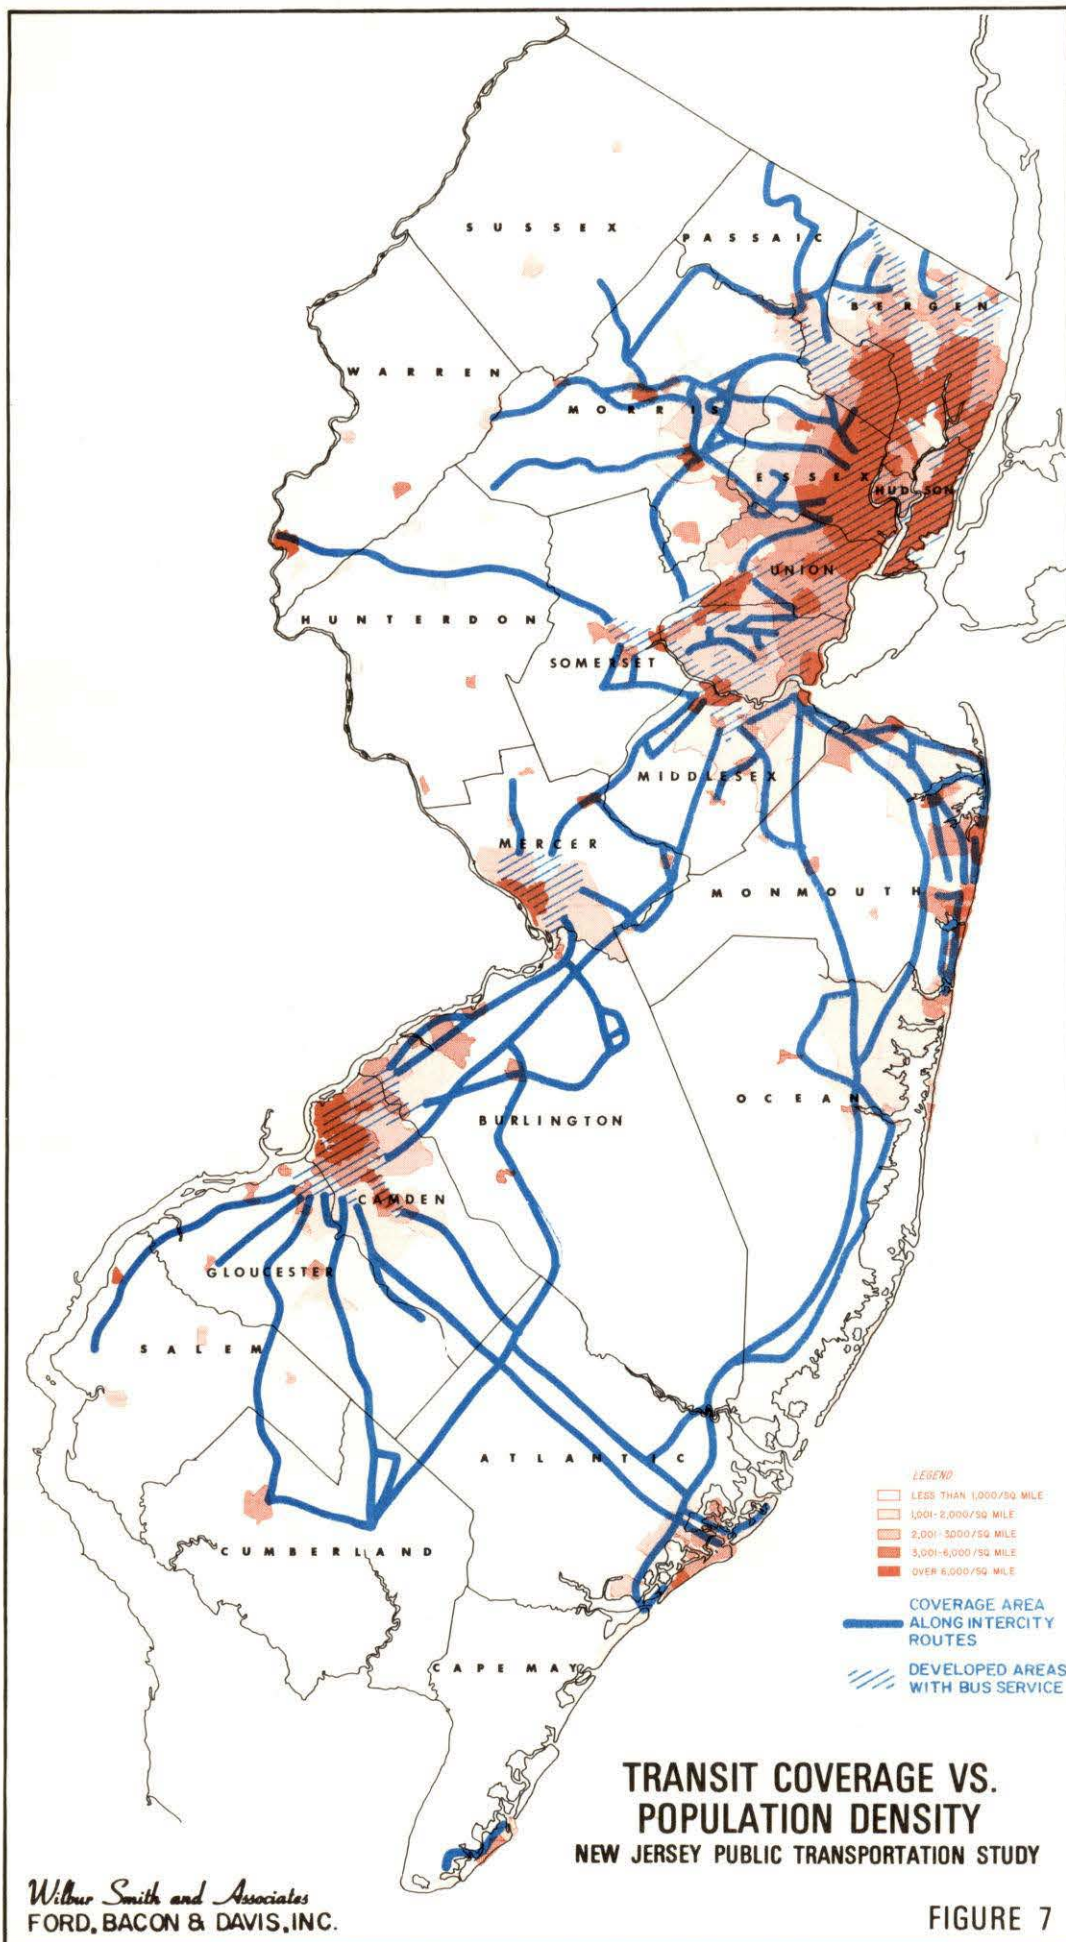 SUSSEX
PASSAIC
BERGEN
WARREN
MORRIS
ESSEX
HUDSON
UNION
HUNTERDON
SOMERSET
MIDDLESEX
MERCER
MONMOUTH
OCEAN
BURLINGTON
CAMDEN
GLOUCESTER
SALEM
ATLANTIC
CUMBERLAND
CAPE MAY
LEGEND
LESS THAN 1,000/SQ MILE
1,001-2,000/SQ MILE
2,001-3,000/SQ MILE
3,001-6,000/SQ MILE
OVER 6,000/SQ MILE
COVERAGE AREA
ALONG INTERCITY
ROUTES
DEVELOPED AREAS
WITH BUS SERVICE
TRANSIT COVERAGE VS.
POPULATION DENSITY
NEW JERSEY PUBLIC TRANSPORTATION STUDY
Wilbur Smith and Associates
FORD, BACON & DAVIS, INC.
FIGURE 7